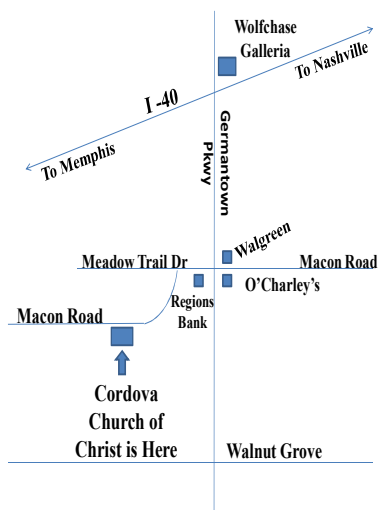 Wolfchase
Galleria
To Nashville
I -40
To Memphis
Germantown
Pkwy
Walgreen
Meadow Trail Dr
Macon Road
O'Charley's
Regions
Bank
Macon Road
Cordova
Church of
Christ is Here
Walnut Grove